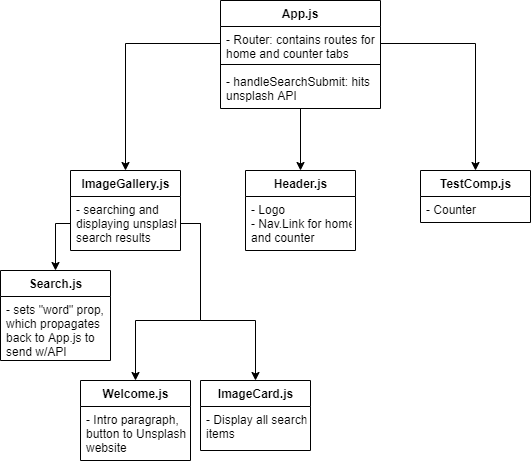 App.js
- Router: contains routes for
home and counter tabs
- handleSearchSubmit: hits
unsplash API
ImageGallery.js
- searching and
displaying unsplash
search results
Header.js
- Logo
- Nav.Link for home
and counter
TestComp.js
- Counter
Search.js
- sets "word" prop,
which propagates
back to App.js to
send w/API
Welcome.js
- Intro paragraph,
button to Unsplash
website
ImageCard.js
- Display all search
items